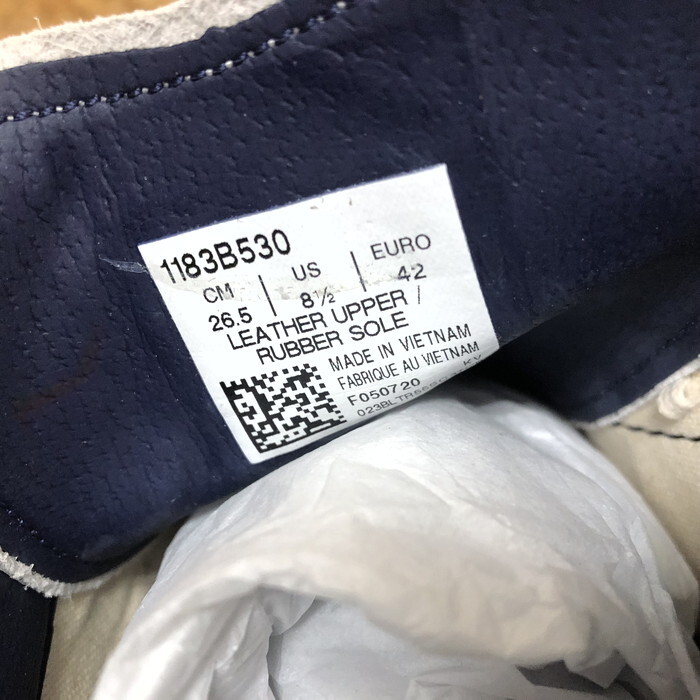 1183B530
CM | US | EURO
26.5 | 8½ | 42
LEATHER UPPER /
RUBBER SOLE
MADE IN VIETNAM
FABRIQUE AU VIETNAM
F050720
KV